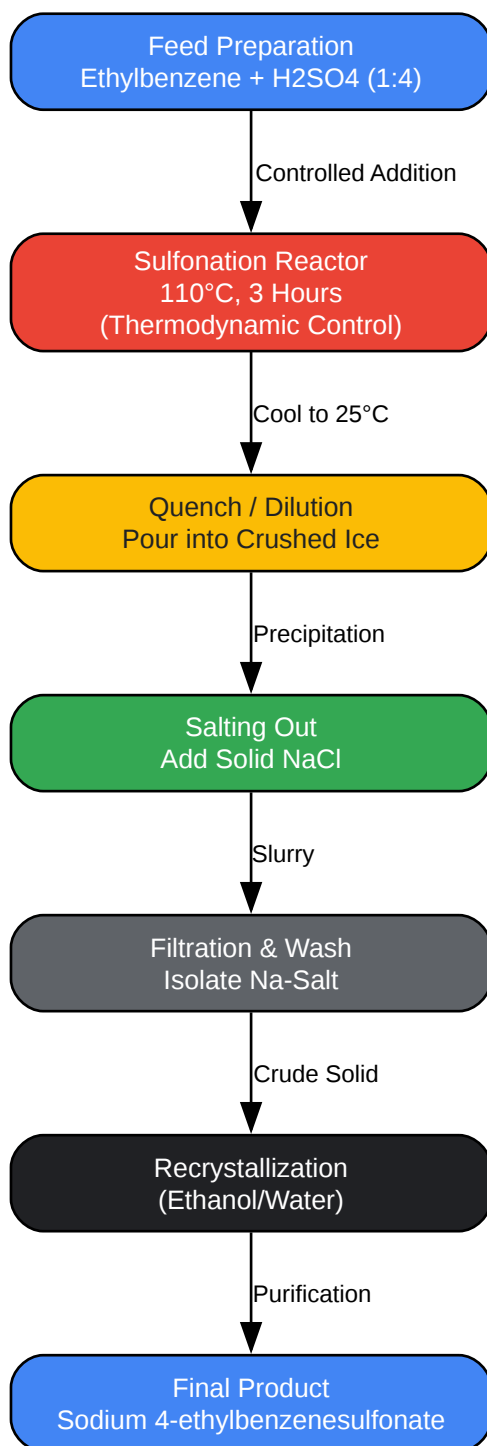 Feed Preparation
Ethylbenzene + H2SO4 (1:4)
Controlled Addition
Sulfonation Reactor
110°C, 3 Hours
(Thermodynamic Control)
Cool to 25°C
Quench / Dilution
Pour into Crushed Ice
Precipitation
Salting Out
Add Solid NaCl
Slurry
Filtration & Wash
Isolate Na-Salt
Crude Solid
Recrystallization
(Ethanol/Water)
Purification
Final Product
Sodium 4-ethylbenzenesulfonate